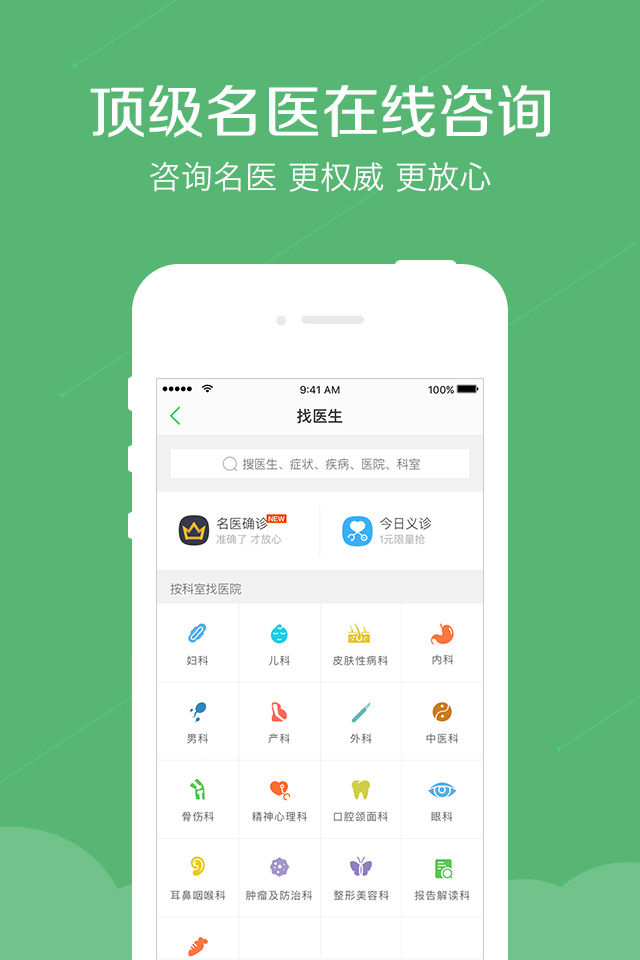 顶级名医在线咨询
咨询名医 更权威 更放心
9:41 AM 100%
找医生
搜医生、症状、疾病、医院、科室
名医确诊 NEW 今日义诊
准确了 才放心 1元限量抢
按科室找医院
妇科 儿科 皮肤性病科 内科
男科 产科 外科 中医科
骨伤科 精神心理科 口腔颌面科 眼科
耳鼻咽喉科 肿瘤及防治科 整形美容科 报告解读科